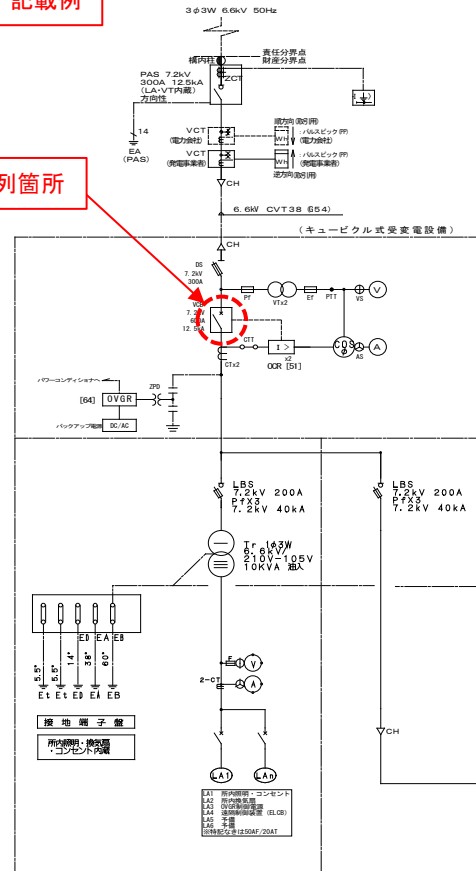 記載例
3φ3W 6.6kV 50Hz
責任分界点
財産分界点
構内柱
ZCT
PAS 7.2kV
300A 12.5kA
(LA・VT内蔵)
方向性
14
EA
(PAS)
VCT
(電力会社)
Wh
順方向(取引用)
:パルスピック(PP)
(電力会社)
VCT
(発電事業者)
Wh
:パルスピック(PP)
(発電事業者)
逆方向(取引用)
CH
列箇所
6.6kV CVT38 (G54)
(キュービクル式受変電設備)
CH
DS
7.2kV
300A
Pf
VTx2
Ef
PTT
VS
V
VCB
7.2kV
600A
12.5kA
CTT
I >
x2
OCR [51]
COS
φ
AS
A
CTx2
パワーコンディショナへ
ZPD
[64]
OVGR
バックアップ電源
DC/AC
LBS
7.2kV 200A
PfX3
7.2kV 40kA
LBS
7.2kV 200A
PfX3
7.2kV 40kA
Tr 1φ3W
6.6kV/
210V-105V
10KVA 油入
ED EA EB
5.5°
5.5°
14°
38°
60°
Et Et ED EA EB
F
V
2-CT
A
接地端子盤
所内照明・換気扇
・コンセント内蔵
CH
LA1
LAn
LA1 所内照明・コンセント
LA2 所内換気扇
LA3 OVGR制御電源
LA4 遠隔制御装置 (ELCB)
LA5 予備
LA6 予備
※特記なきは50AF/20AT